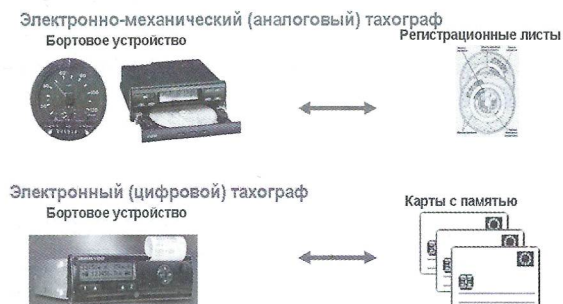 Электронно-механический (аналоговый) тахограф
Бортовое устройство
Регистрационные листы
Электронный (цифровой) тахограф
Бортовое устройство
Карты с памятью